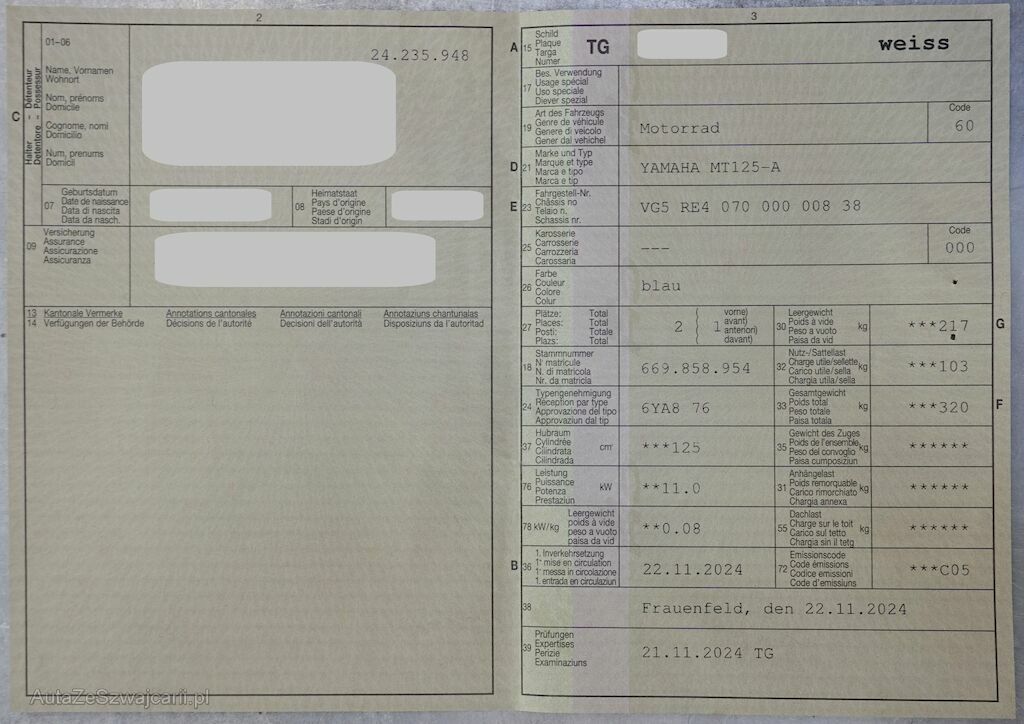 2
01–06
24.235.948
C
Halter – Détenteur
Detentore – Possessur
Name, Vornamen
Wohnort
Nom, prénoms
Domicile
Cognome, nomi
Domicilio
Num, prenums
Domicil
07
Geburtsdatum
Date de naissance
Data di nascita
Data da nasch.
08
Heimatstaat
Pays d'origine
Paese d'origine
Stadi d'origin
09
Versicherung
Assurance
Assicurazione
Assicuranza
13 Kantonale Vermerke Annotations cantonales Annotazioni cantonali Annotaziuns chantunalas
14 Verfügungen der Behörde Décisions de l'autorité Decisioni dell'autorità Disposiziuns da l'autoritad
3
A
15
Schild
Plaque
Targa
Numer
TG
weiss
17
Bes. Verwendung
Usage spécial
Uso speciale
Diever spezial
19
Art des Fahrzeugs
Genre de véhicule
Genere di veicolo
Gener dal vehichel
Motorrad
Code
60
D
21
Marke und Typ
Marque et type
Marca e tipo
Marca e tip
YAMAHA MT125-A
E
23
Fahrgestell-Nr.
Châssis no
Telaio n.
Schassis nr.
VG5 RE4 070 000 008 38
25
Karosserie
Carrosserie
Carrozzeria
Carossaria
---
Code
000
26
Farbe
Couleur
Colore
Colur
blau
27
Plätze: Total
Places: Total
Posti: Totale
Plazs: Total
2
( 1
vorne)
avant)
anteriori)
davant)
30
Leergewicht
Poids à vide
Peso a vuoto
Paisa da vid
kg
***217
G
18
Stammnummer
N° matricule
N. di matricola
Nr. da matricla
669.858.954
32
Nutz-/Sattellast
Charge utile/sellette
Carico utile/sella
Chargia utila/sella
kg
***103
24
Typengenehmigung
Réception par type
Approvazione del tipo
Approvaziun dal tip
6YA8 76
33
Gesamtgewicht
Poids total
Peso totale
Paisa totala
kg
***320
F
37
Hubraum
Cylindrée
Cilindrata
Cilindrada
cm³
***125
35
Gewicht des Zuges
Poids de l'ensemble
Peso del convoglio
Paisa cumposiziun
kg
******
76
Leistung
Puissance
Potenza
Prestaziun
kW
**11.0
31
Anhängelast
Poids remorquable
Carico rimorchiato
Chargia annexa
kg
******
78 kW/kg
Leergewicht
poids à vide
peso a vuoto
paisa da vid
**0.08
55
Dachlast
Charge sur le toit
Carico sul tetto
Chargia sin il tetg
kg
******
B
36
1. Inverkehrsetzung
1re mise en circulation
1a messa in circolazione
1. entrada en circulaziun
22.11.2024
72
Emissionscode
Code émissions
Codice emissioni
Code d'emissiuns
***C05
38
Frauenfeld, den 22.11.2024
39
Prüfungen
Expertises
Perizie
Examinaziuns
21.11.2024 TG
AutaZeSzwajcarii.pl